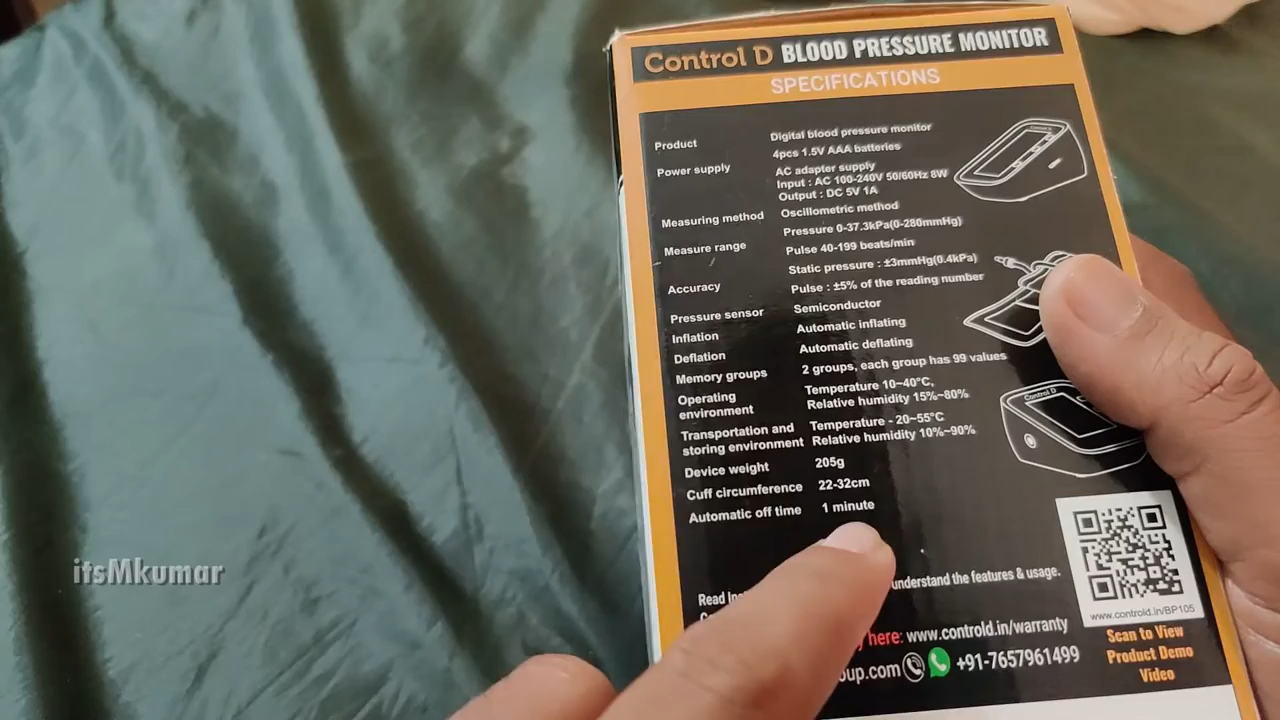 Control D BLOOD PRESSURE MONITOR
SPECIFICATIONS
Product Digital blood pressure monitor
Power supply 4pcs 1.5V AAA batteries
AC adapter supply
Input : AC 100-240V 50/60Hz 8W
Output : DC 5V 1A
Measuring method Oscillometric method
Measure range Pressure 0-37.3kPa(0-280mmHg)
Pulse 40-199 beats/min
Accuracy Static pressure : ±3mmHg(0.4kPa)
Pulse : ±5% of the reading number
Pressure sensor Semiconductor
Inflation Automatic inflating
Deflation Automatic deflating
Memory groups 2 groups, each group has 99 values
Operating environment Temperature 10~40°C,
Relative humidity 15%~80%
Transportation and storing environment Temperature - 20~55°C
Relative humidity 10%~90%
Device weight 205g
Cuff circumference 22-32cm
Automatic off time 1 minute
Read understand the features & usage.
here: www.controld.in/warranty
oup.com +91-7657961499
www.controld.in/BP105
Scan to View
Product Demo
Video
Control D
itsMkumar